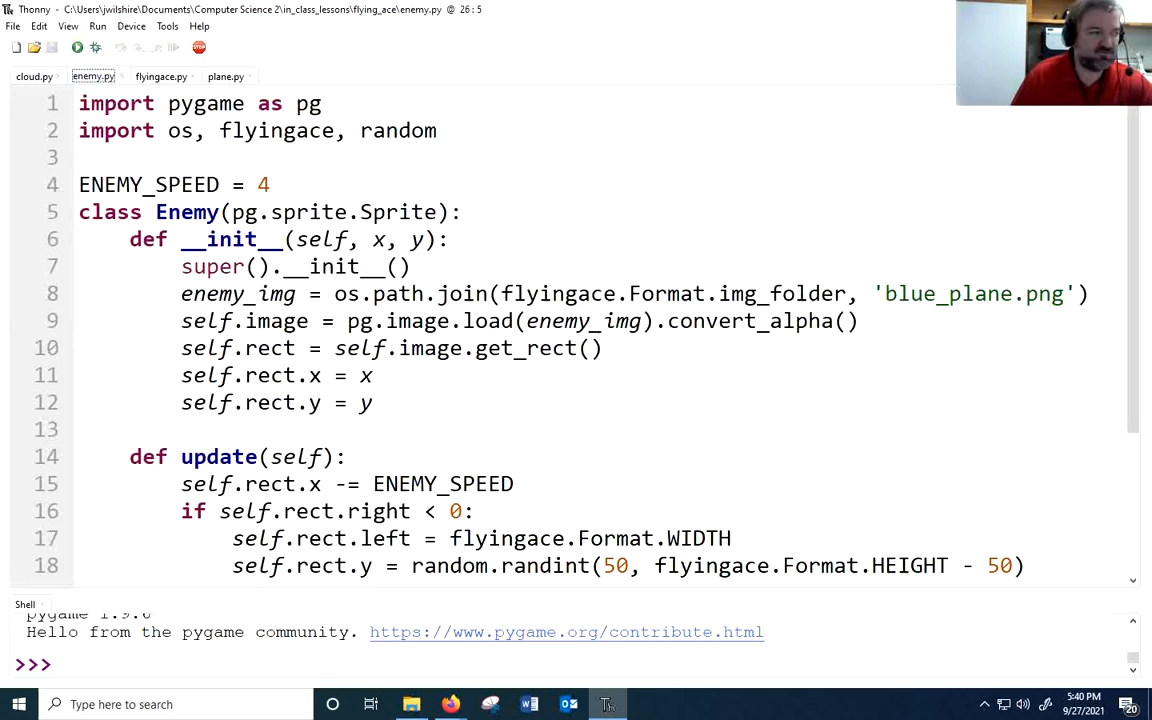 Thonny - C:\Users\jwilshire\Documents\Computer Science 2\in_class_lessons\flying_ace\enemy.py @ 26 : 5
File Edit View Run Device Tools Help
STOP
cloud.py enemy.py flyingace.py plane.py
1 import pygame as pg
2 import os, flyingace, random
3
4 ENEMY_SPEED = 4
5 class Enemy(pg.sprite.Sprite):
6 def __init__(self, x, y):
7 super().__init__()
8 enemy_img = os.path.join(flyingace.Format.img_folder, 'blue_plane.png')
9 self.image = pg.image.load(enemy_img).convert_alpha()
10 self.rect = self.image.get_rect()
11 self.rect.x = x
12 self.rect.y = y
13
14 def update(self):
15 self.rect.x -= ENEMY_SPEED
16 if self.rect.right < 0:
17 self.rect.left = flyingace.Format.WIDTH
18 self.rect.y = random.randint(50, flyingace.Format.HEIGHT - 50)
Shell
pygame 1.9.6
Hello from the pygame community. https://www.pygame.org/contribute.html
>>>
Type here to search
5:40 PM
9/27/2021
20